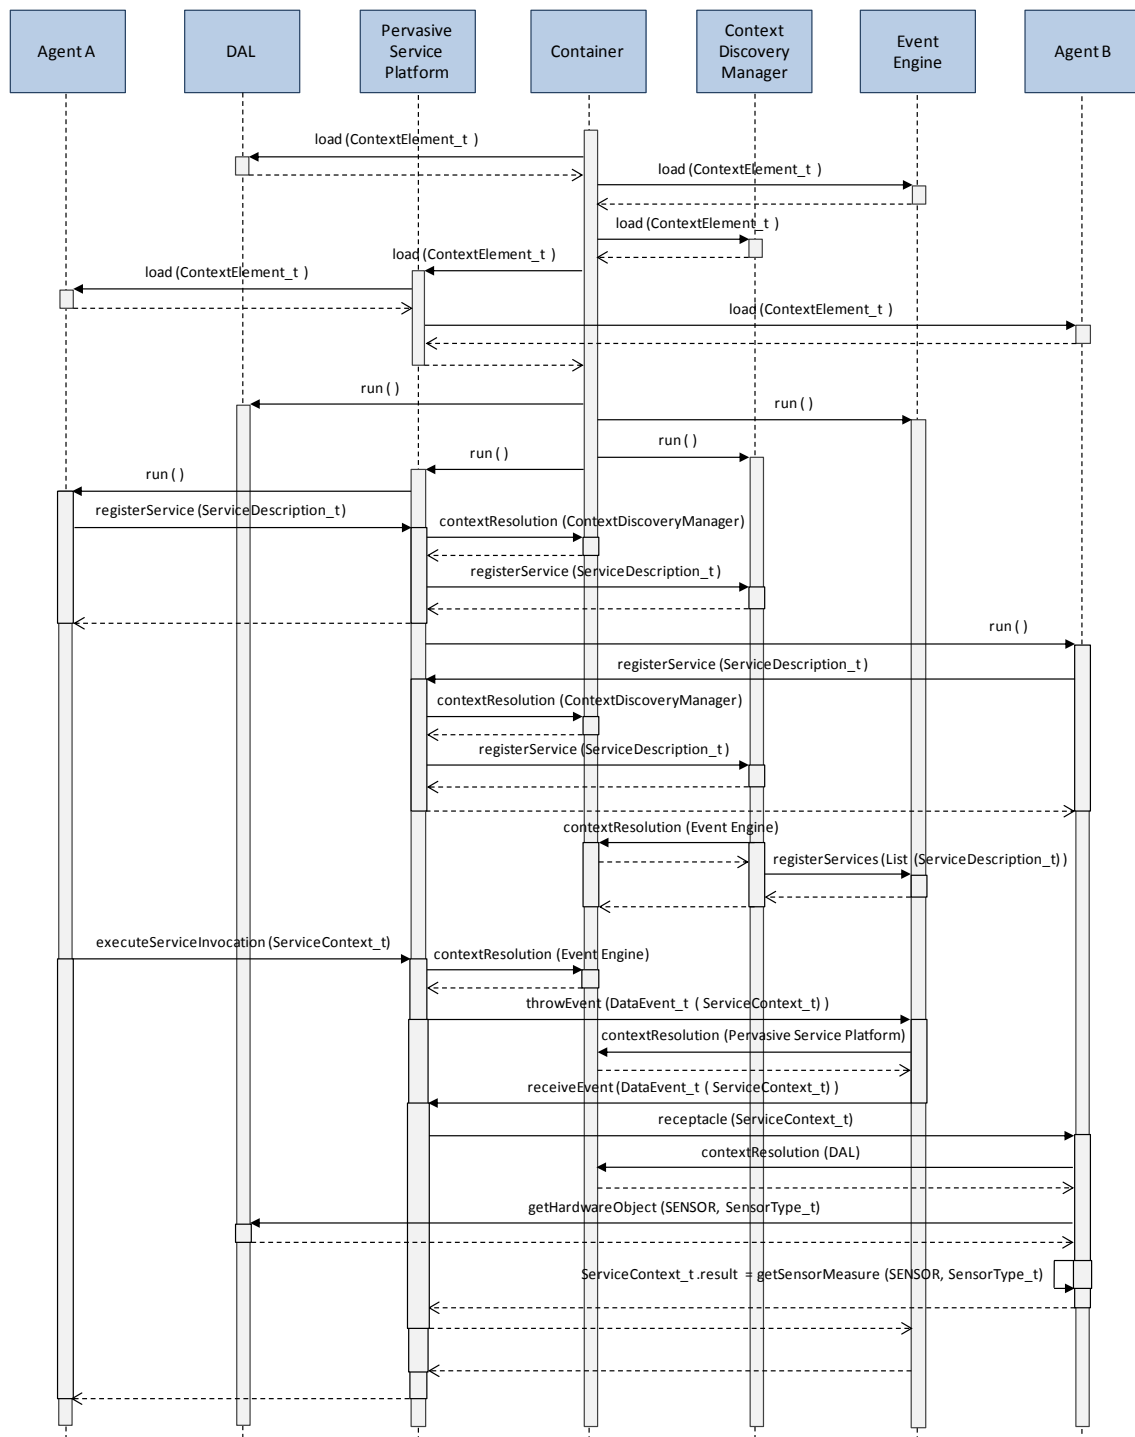 Agent A
DAL
Pervasive
Service
Platform
Container
Context
Discovery
Manager
Event
Engine
Agent B
load (ContextElement_t )
load (ContextElement_t )
load (ContextElement_t )
load (ContextElement_t )
load (ContextElement_t )
load (ContextElement_t )
run ( )
run ( )
run ( )
run ( )
run ( )
registerService (ServiceDescription_t)
contextResolution (ContextDiscoveryManager)
registerService (ServiceDescription_t )
run ( )
registerService (ServiceDescription_t )
contextResolution (ContextDiscoveryManager)
registerService (ServiceDescription_t )
contextResolution (Event Engine)
registerServices (List (ServiceDescription_t) )
executeServiceInvocation (ServiceContext_t)
contextResolution (Event Engine)
throwEvent (DataEvent_t ( ServiceContext_t) )
contextResolution (Pervasive Service Platform)
receiveEvent (DataEvent_t ( ServiceContext_t) )
receptacle (ServiceContext_t)
contextResolution (DAL)
getHardwareObject (SENSOR, SensorType_t)
ServiceContext_t .result = getSensorMeasure (SENSOR, SensorType_t)